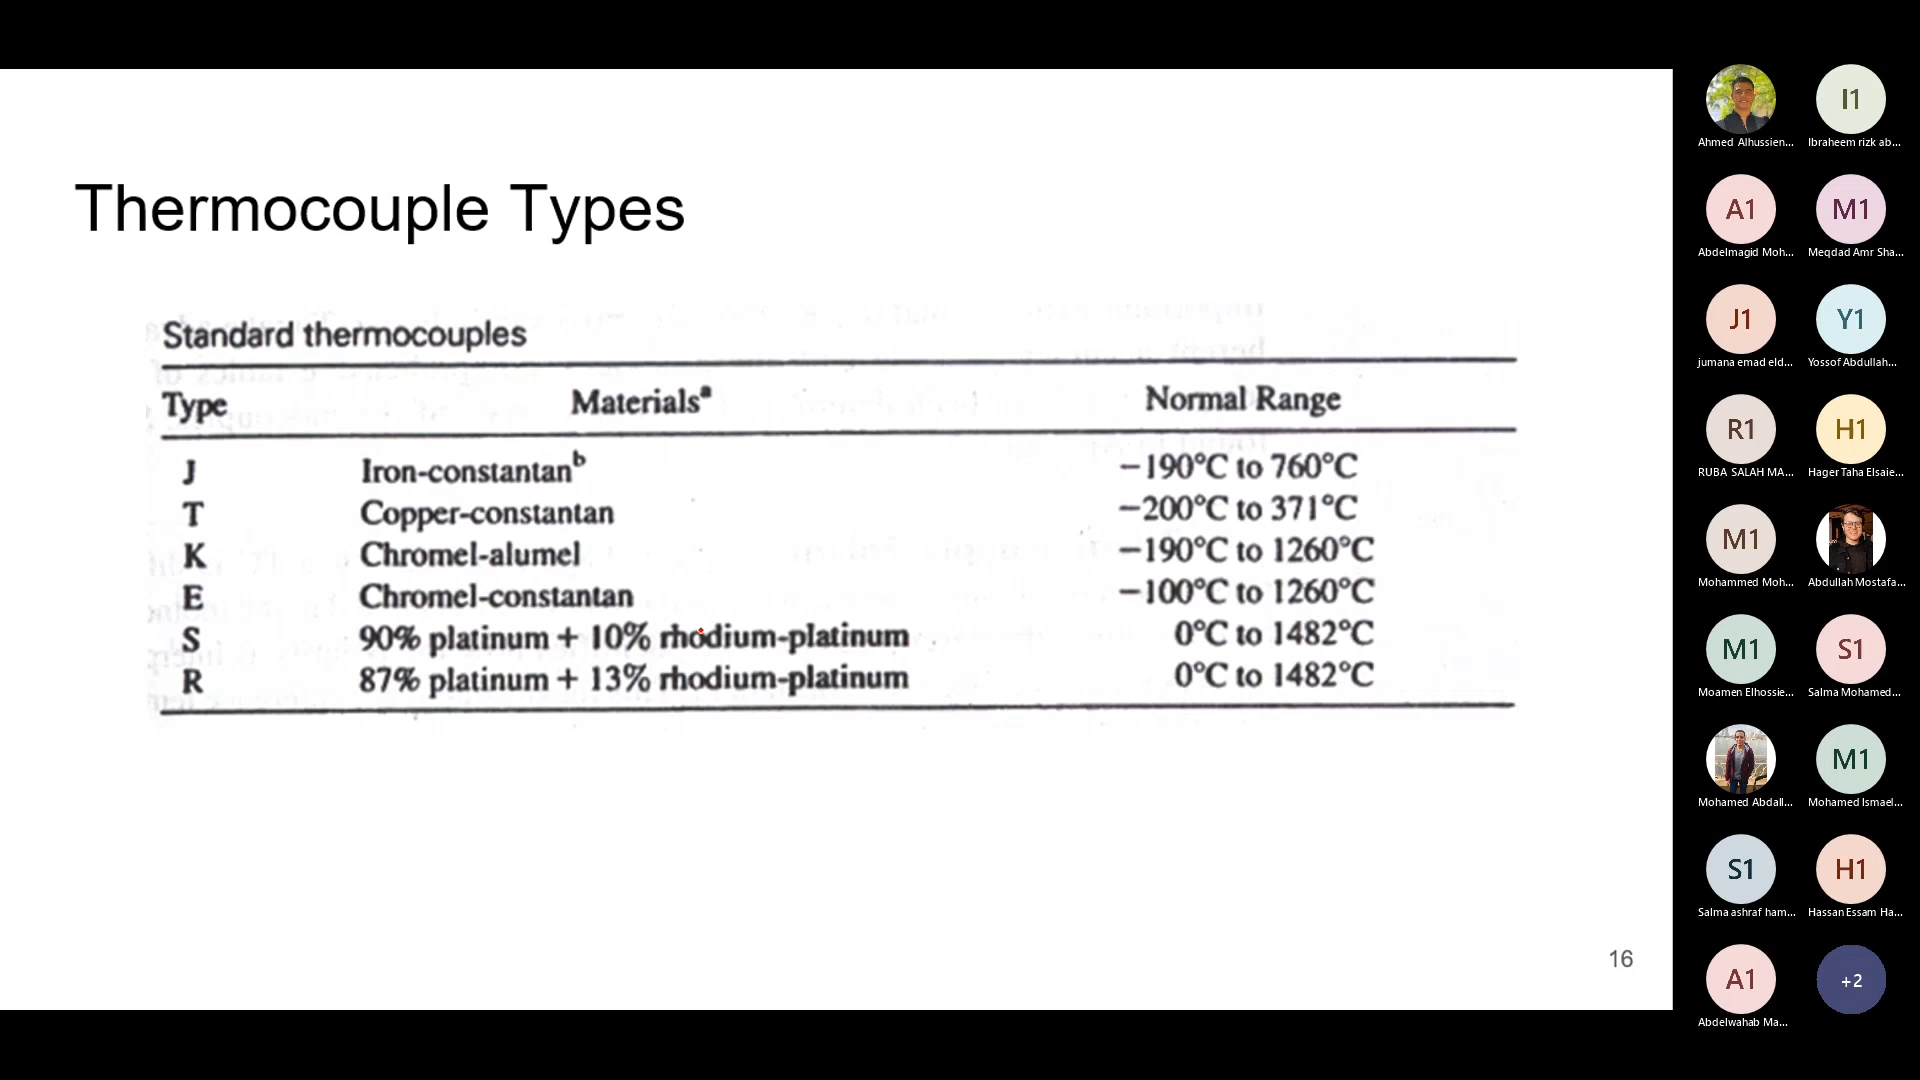 Thermocouple Types
Standard thermocouples
Type Materialsᵃ Normal Range
J Iron-constantanᵇ −190°C to 760°C
T Copper-constantan −200°C to 371°C
K Chromel-alumel −190°C to 1260°C
E Chromel-constantan −100°C to 1260°C
S 90% platinum + 10% rhodium-platinum 0°C to 1482°C
R 87% platinum + 13% rhodium-platinum 0°C to 1482°C
16
I1
Ahmed Alhussien... Ibraheem rizk ab...
A1 M1
Abdelmagid Moh... Meqdad Amr Sha...
J1 Y1
jumana emad eld... Yossof Abdullah...
R1 H1
RUBA SALAH MA... Hager Taha Elsaie...
M1
Mohammed Moh... Abdullah Mostafa...
M1 S1
Moamen Elhossie... Salma Mohamed...
M1
Mohamed Abdall... Mohamed Ismael...
S1 H1
Salma ashraf ham... Hassan Essam Ha...
A1 +2
Abdelwahab Ma...